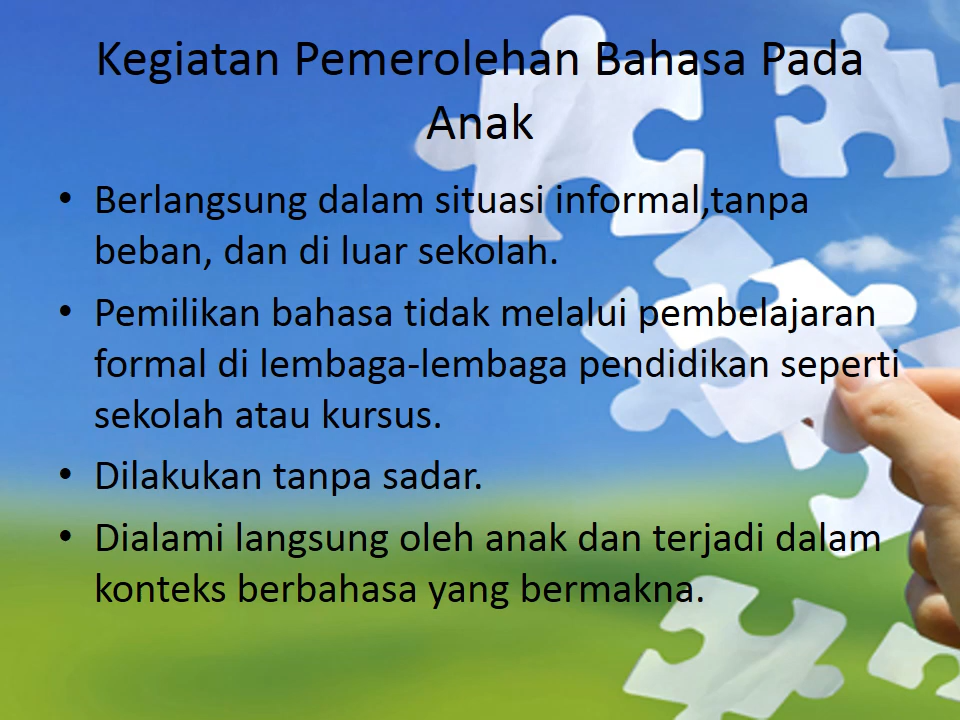 Kegiatan Pemerolehan Bahasa Pada
Anak
• Berlangsung dalam situasi informal,tanpa
beban, dan di luar sekolah.
• Pemilikan bahasa tidak melalui pembelajaran
formal di lembaga-lembaga pendidikan seperti
sekolah atau kursus.
• Dilakukan tanpa sadar.
• Dialami langsung oleh anak dan terjadi dalam
konteks berbahasa yang bermakna.